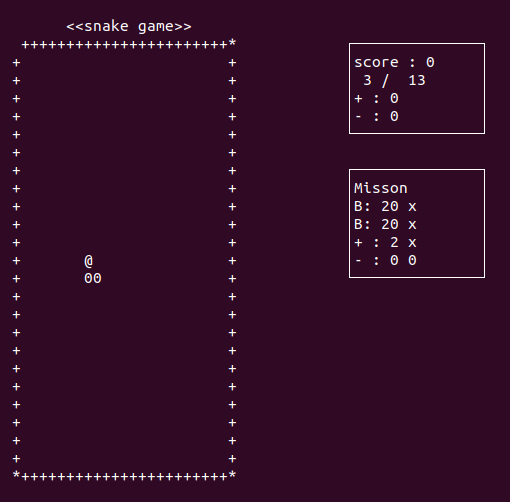 <<snake game>>
+++++++++++++++++++++++*
+                       +
+                       +
+                       +
+                       +
+                       +
+                       +
+                       +
+                       +
+                       +
+                       +
+                       +
+       @               +
+       00              +
+                       +
+                       +
+                       +
+                       +
+                       +
+                       +
+                       +
+                       +
+                       +
+                       +
*+++++++++++++++++++++++*
score : 0
3 /  13
+ : 0
- : 0
Misson
B: 20 x
B: 20 x
+ : 2 x
- : 0 0